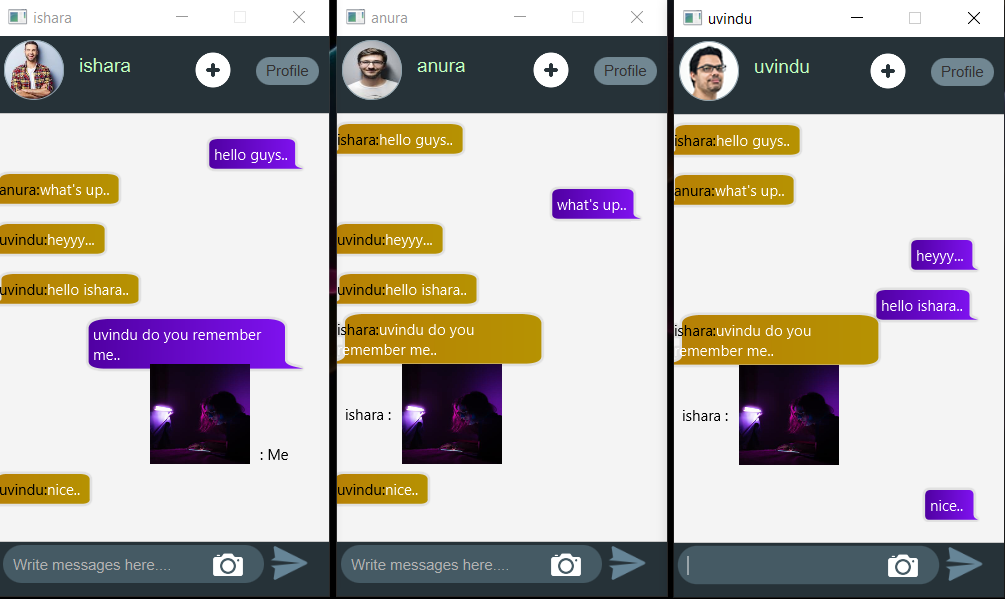 ishara
ishara
Profile
hello guys..
anura:what's up..
uvindu:heyyy...
uvindu:hello ishara..
uvindu do you remember
me..
: Me
uvindu:nice..
Write messages here....
anura
anura
Profile
ishara:hello guys..
what's up..
uvindu:heyyy...
uvindu:hello ishara..
ishara:uvindu do you
remember me..
ishara :
uvindu:nice..
Write messages here....
uvindu
uvindu
Profile
ishara:hello guys..
anura:what's up..
heyyy...
hello ishara..
ishara:uvindu do you
remember me..
ishara :
nice..